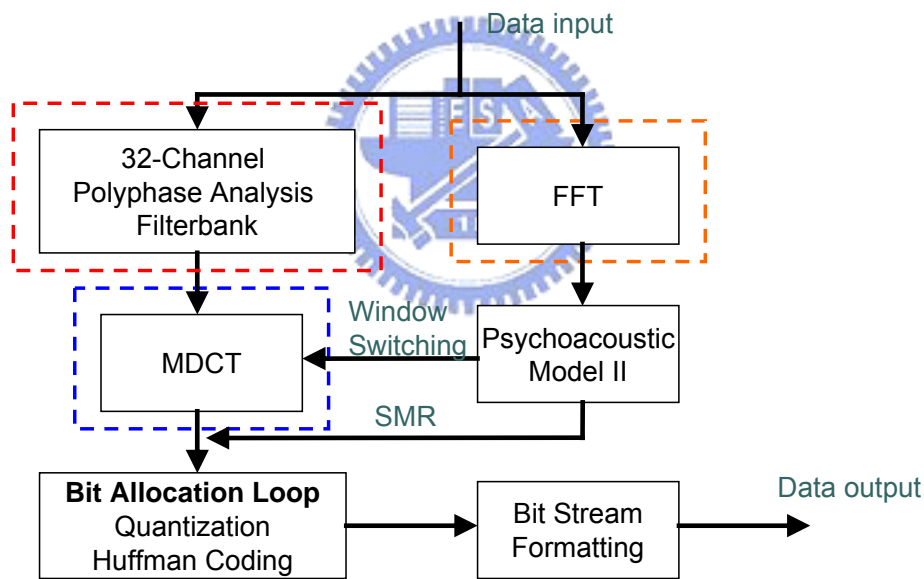 Data input
32-Channel
Polyphase Analysis
Filterbank
FFT
Window
Switching
MDCT
Psychoacoustic
Model II
SMR
Bit Allocation Loop
Quantization
Huffman Coding
Bit Stream
Formatting
Data output